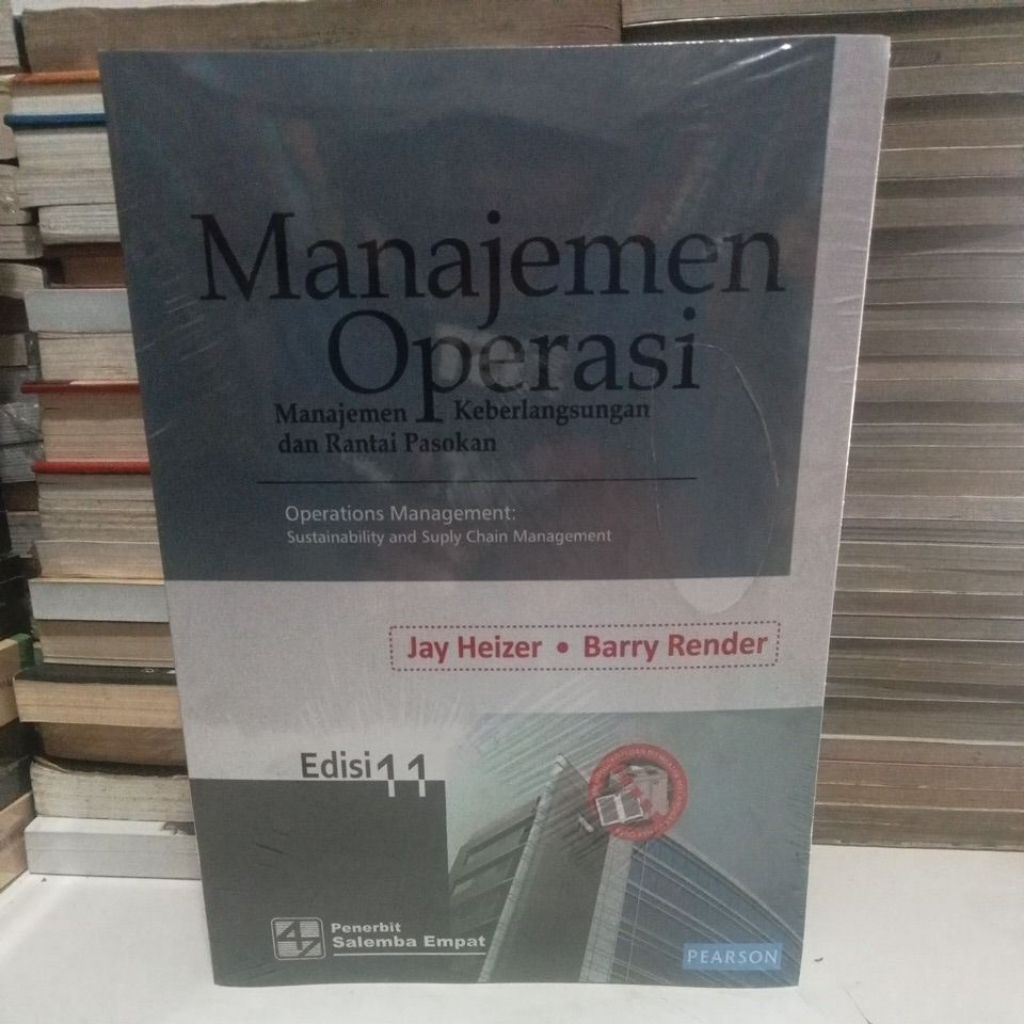 Manajemen
Operasi
Manajemen Keberlangsungan
dan Rantai Pasokan
Operations Management:
Sustainability and Suply Chain Management
Jay Heizer • Barry Render
Edisi 11
Penerbit
Salemba Empat
PEARSON